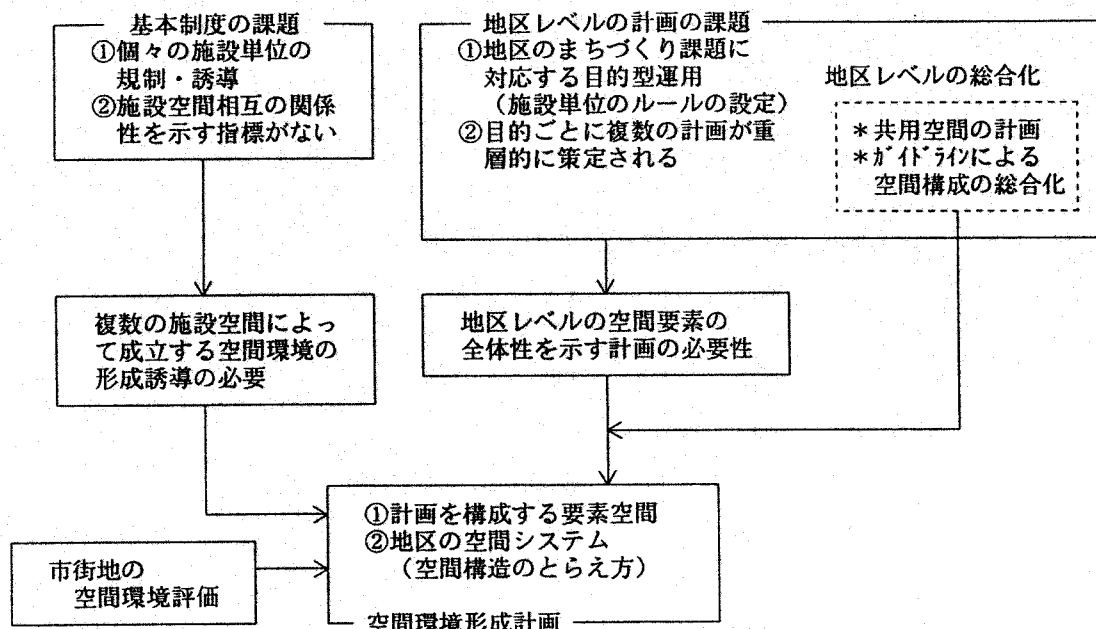 基本制度の課題
①個々の施設単位の
規制・誘導
②施設空間相互の関係
性を示す指標がない
地区レベルの計画の課題
①地区のまちづくり課題に
対応する目的型運用
(施設単位のルールの設定)
②目的ごとに複数の計画が重
層的に策定される
地区レベルの総合化
*共用空間の計画
*ｶﾞｲﾄﾞﾗｲﾝによる
空間構成の総合化
複数の施設空間によっ
て成立する空間環境の
形成誘導の必要
地区レベルの空間要素の
全体性を示す計画の必要性
①計画を構成する要素空間
②地区の空間システム
(空間構造のとらえ方)
空間環境形成計画
市街地の
空間環境評価